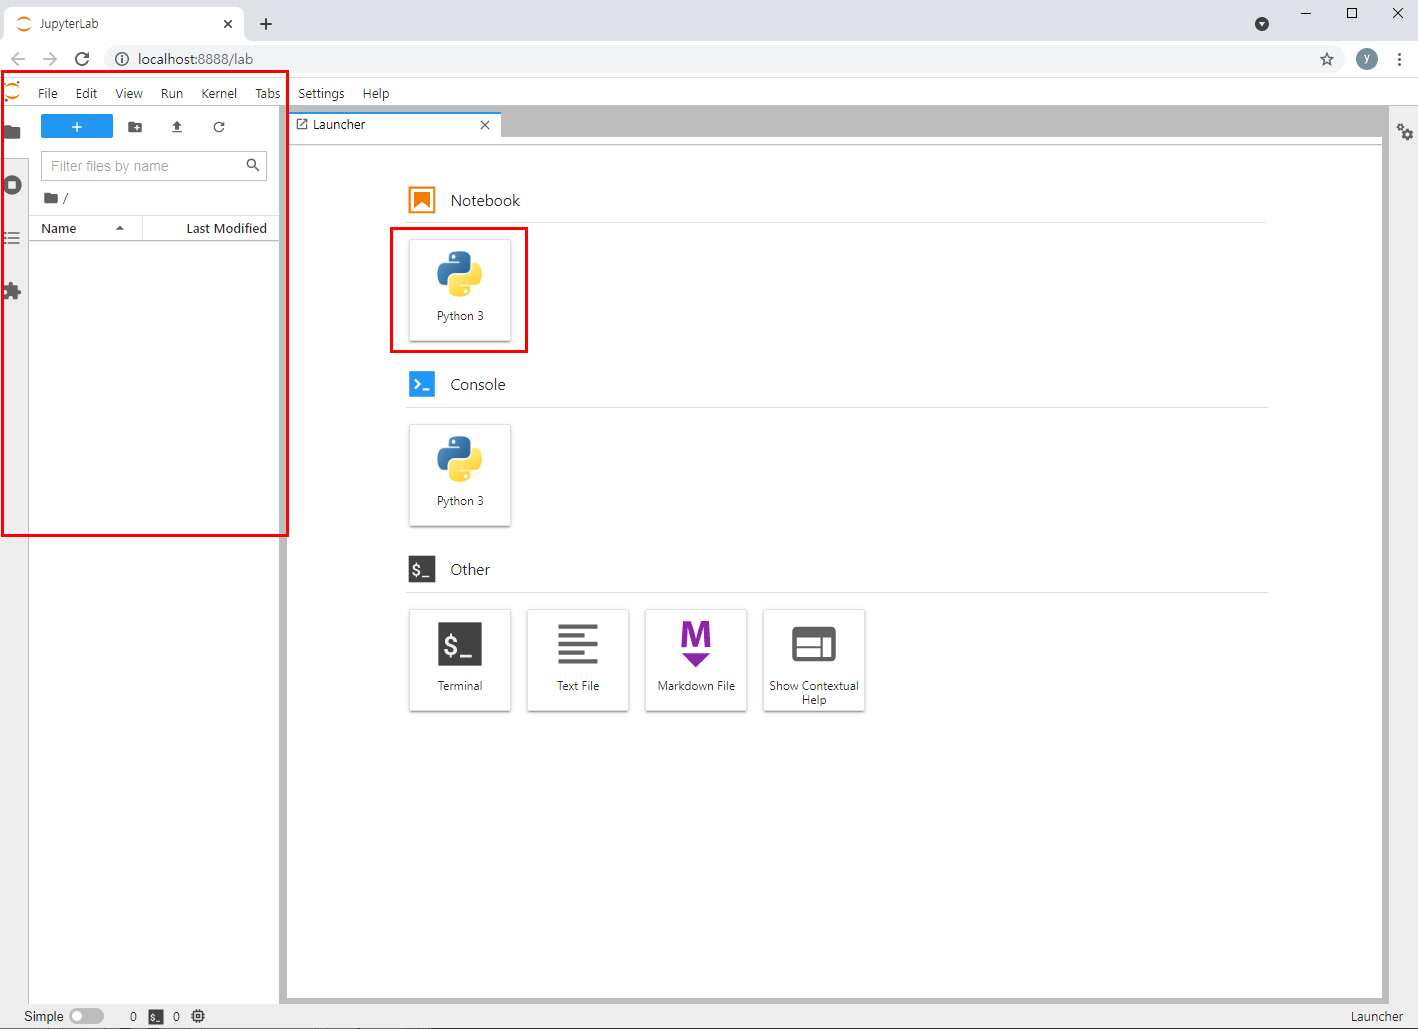 JupyterLab
localhost:8888/lab
y
File Edit View Run Kernel Tabs Settings Help
+
Launcher
Filter files by name
/
Name Last Modified
Notebook
Python 3
Console
Python 3
$_ Other
$_
Terminal
Text File
M
Markdown File
Show Contextual
Help
Simple 0 $_ 0 Launcher